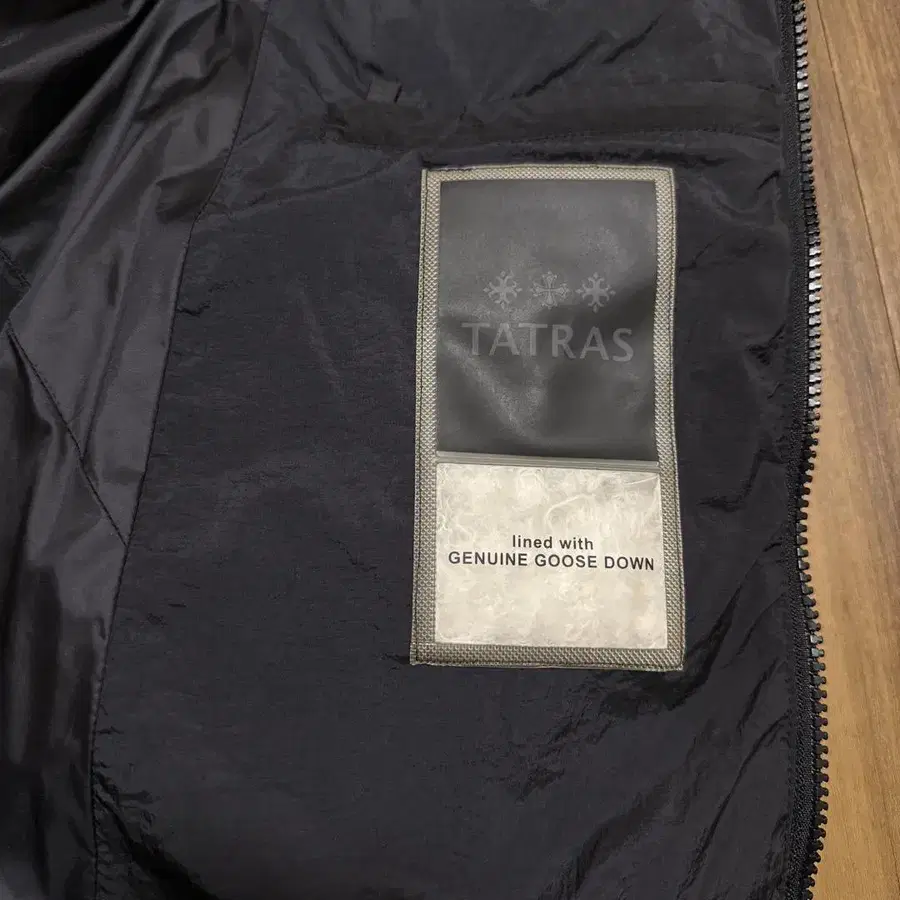 TATRAS
lined with
GENUINE GOOSE DOWN